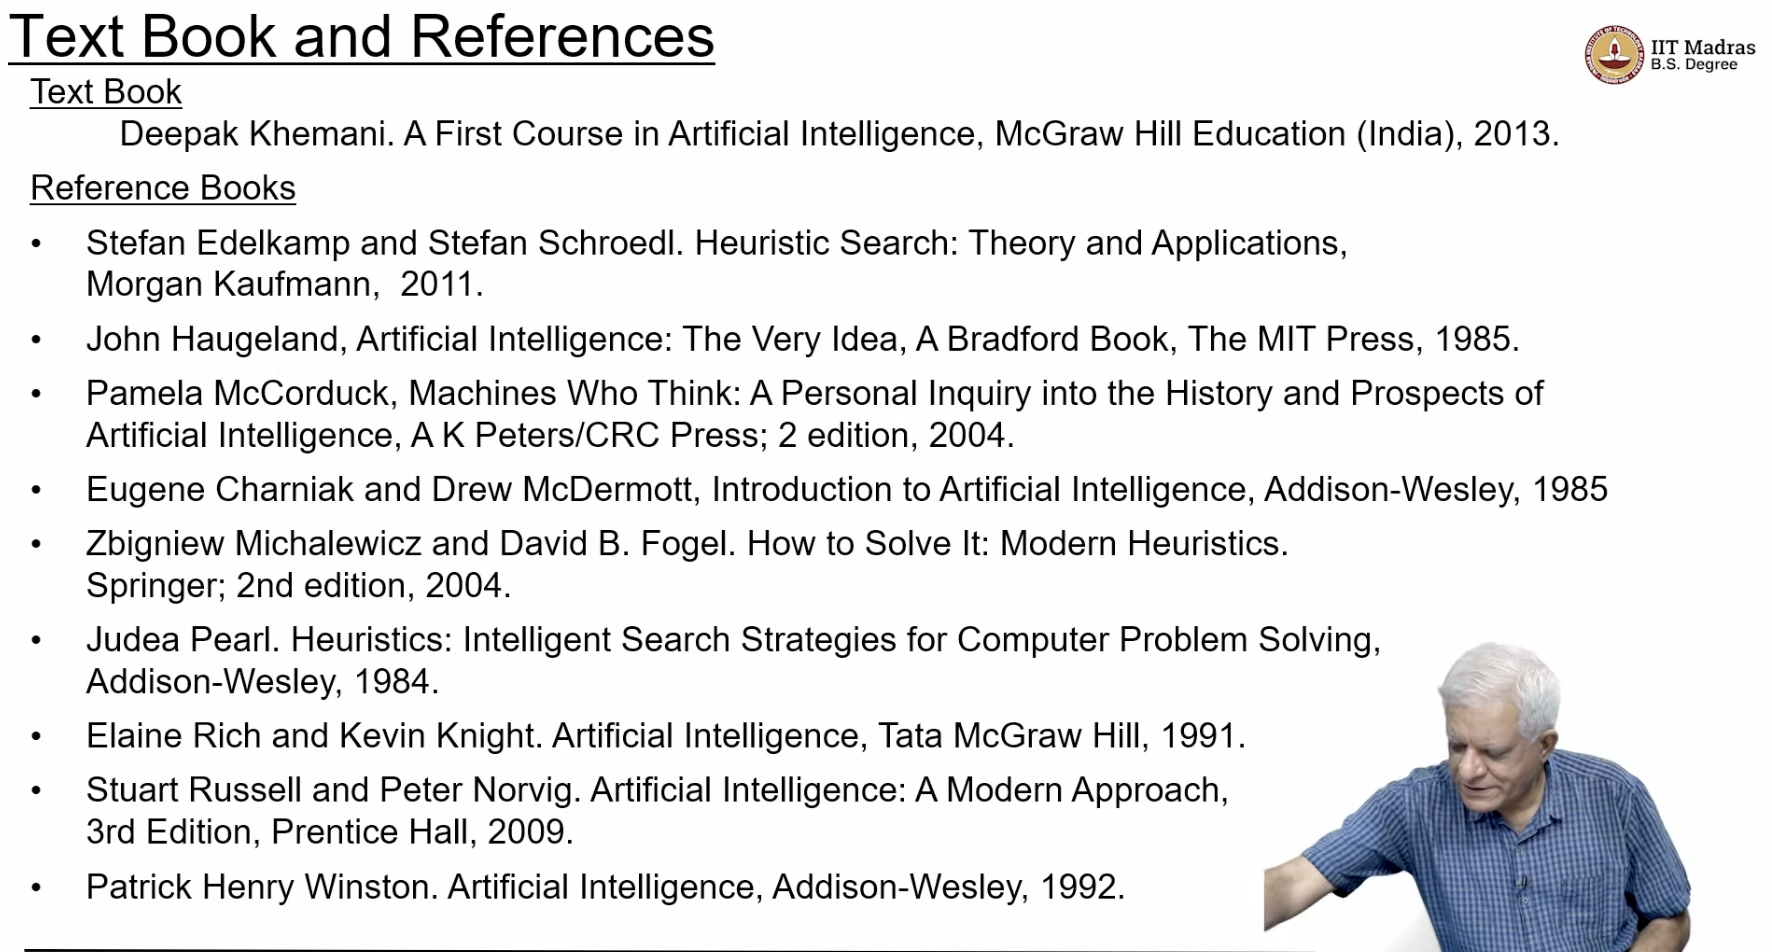 Text Book and References
IIT Madras
B.S. Degree
Text Book
Deepak Khemani. A First Course in Artificial Intelligence, McGraw Hill Education (India), 2013.
Reference Books
• Stefan Edelkamp and Stefan Schroedl. Heuristic Search: Theory and Applications,
Morgan Kaufmann,  2011.
• John Haugeland, Artificial Intelligence: The Very Idea, A Bradford Book, The MIT Press, 1985.
• Pamela McCorduck, Machines Who Think: A Personal Inquiry into the History and Prospects of
Artificial Intelligence, A K Peters/CRC Press; 2 edition, 2004.
• Eugene Charniak and Drew McDermott, Introduction to Artificial Intelligence, Addison-Wesley, 1985
• Zbigniew Michalewicz and David B. Fogel. How to Solve It: Modern Heuristics.
Springer; 2nd edition, 2004.
• Judea Pearl. Heuristics: Intelligent Search Strategies for Computer Problem Solving,
Addison-Wesley, 1984.
• Elaine Rich and Kevin Knight. Artificial Intelligence, Tata McGraw Hill, 1991.
• Stuart Russell and Peter Norvig. Artificial Intelligence: A Modern Approach,
3rd Edition, Prentice Hall, 2009.
• Patrick Henry Winston. Artificial Intelligence, Addison-Wesley, 1992.